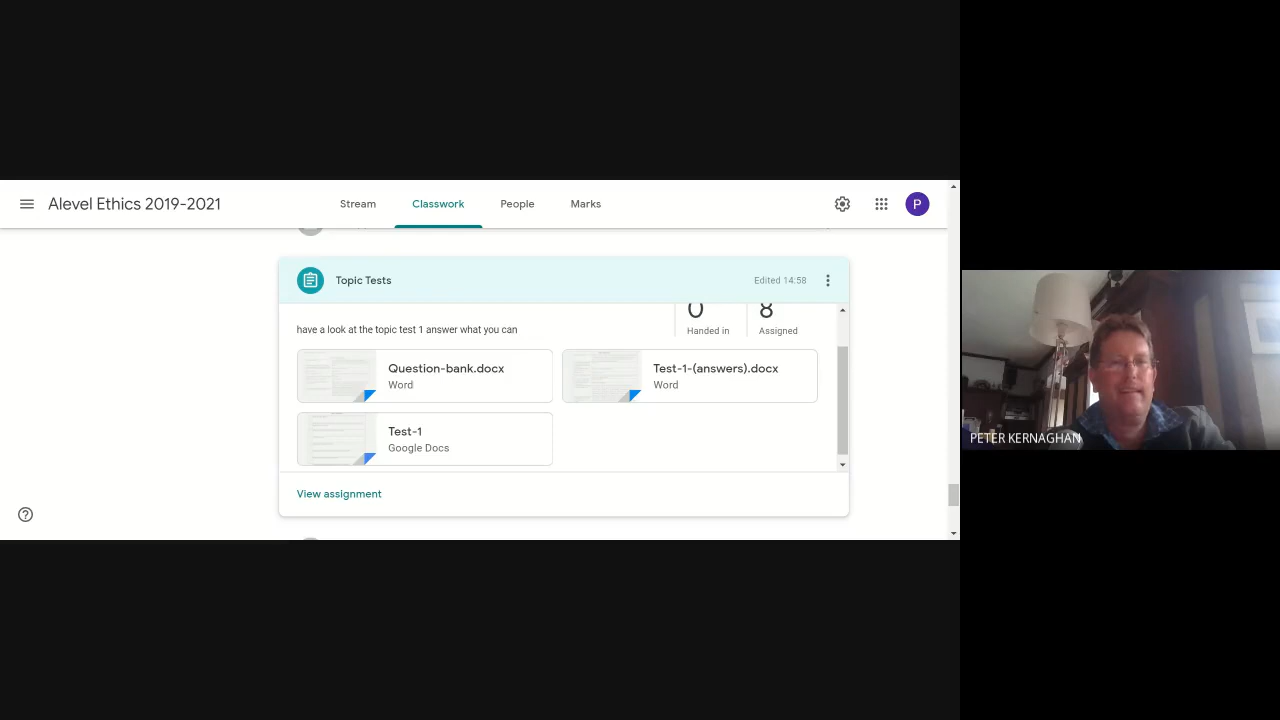 Alevel Ethics 2019-2021
Stream
Classwork
People
Marks
P
Topic Tests
Edited 14:58
0
8
have a look at the topic test 1 answer what you can
Handed in
Assigned
Question-bank.docx
Word
Test-1-(answers).docx
Word
Test-1
Google Docs
View assignment
PETER KERNAGHAN